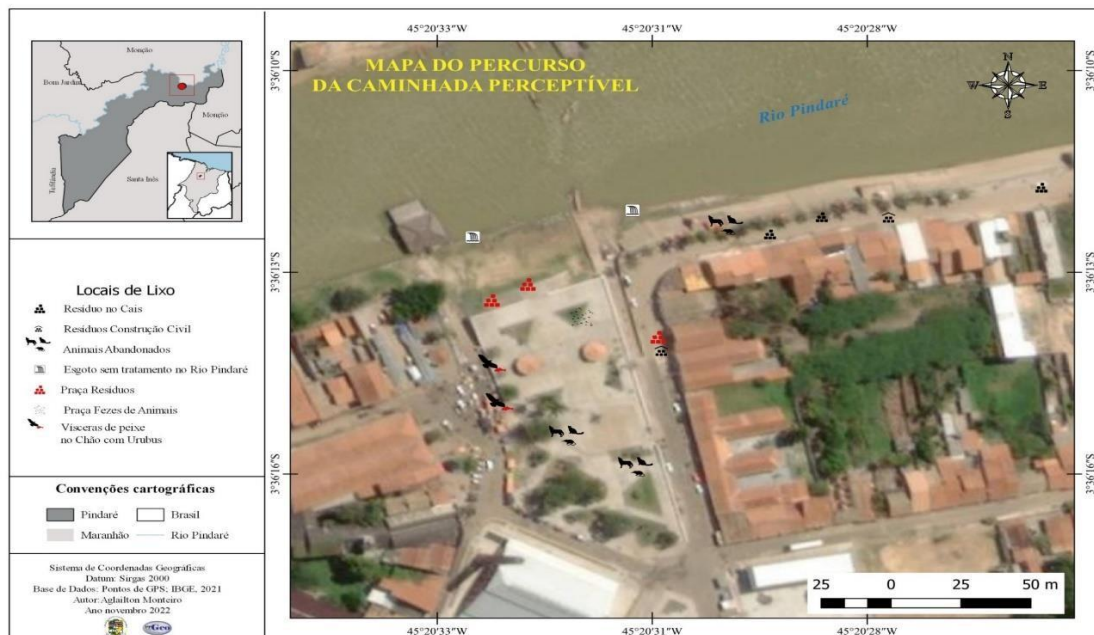 Monção
Bom Jardim
Monção
Tufilândia
Santa Inês
Locais de Lixo
Resíduo no Cais
Resíduos Construção Civil
Animais Abandonados
Esgoto sem tratamento no Rio Pindaré
Praça Resíduos
Praça Fezes de Animais
Vísceras de peixe
no Chão com Urubus
Convenções cartográficas
Pindaré
Brasil
Maranhão
Rio Pindaré
Sistema de Coordenadas Geográficas
Datum: Sirgas 2000
Base de Dados: Pontos de GPS; IBGE, 2021
Autor: Aglailton Monteiro
Ano novembro 2022
45°20'33"W
45°20'31"W
45°20'28"W
3°36'10"S
3°36'10"S
MAPA DO PERCURSO
DA CAMINHADA PERCEPTÍVEL
Rio Pindaré
N
W
E
S
3°36'13"S
3°36'13"S
3°36'16"S
3°36'16"S
25 0 25 50 m
45°20'33"W
45°20'31"W
45°20'28"W